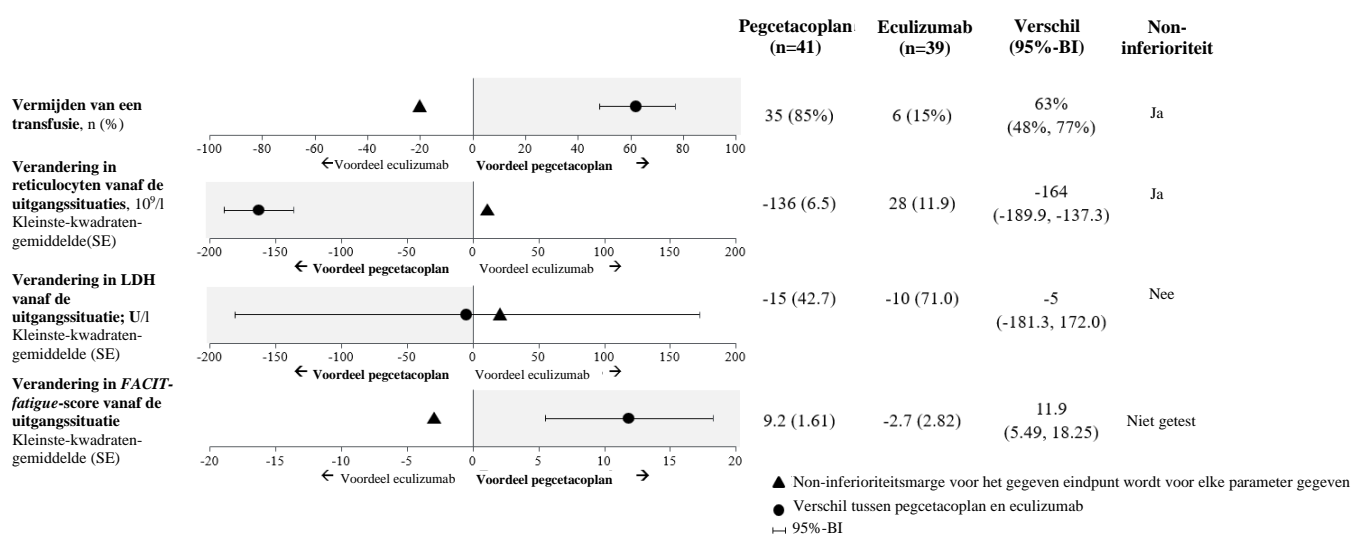 Pegcetacoplan Eculizumab Verschil Non-
(n=41) (n=39) (95%-BI) inferioriteit
Vermijden van een
transfusie, n (%)
35 (85%) 6 (15%) 63%
(48%, 77%) Ja
-100 -80 -60 -40 -20 0 20 40 60 80 100
←Voordeel eculizumab Voordeel pegcetacoplan →
Verandering in
reticulocyten vanaf de
uitgangssituaties, 10⁹/l
Kleinste-kwadraten-
gemiddelde(SE)
-136 (6.5) 28 (11.9) -164
(-189.9, -137.3) Ja
-200 -150 -100 -50 0 50 100 150 200
← Voordeel pegcetacoplan Voordeel eculizumab →
Verandering in LDH
vanaf de
uitgangssituatie; U/l
Kleinste-kwadraten-
gemiddelde (SE)
-15 (42.7) -10 (71.0) -5
(-181.3, 172.0) Nee
-200 -150 -100 -50 0 50 100 150 200
← Voordeel pegcetacoplan Voordeel eculizumab →
Verandering in FACIT-
fatigue-score vanaf de
uitgangssituatie
Kleinste-kwadraten-
gemiddelde (SE)
9.2 (1.61) -2.7 (2.82) 11.9
(5.49, 18.25) Niet getest
-20 -15 -10 -5 0 5 10 15 20
← Voordeel eculizumab Voordeel pegcetacoplan →
▲ Non-inferioriteitsmarge voor het gegeven eindpunt wordt voor elke parameter gegeven
● Verschil tussen pegcetacoplan en eculizumab
95%-BI